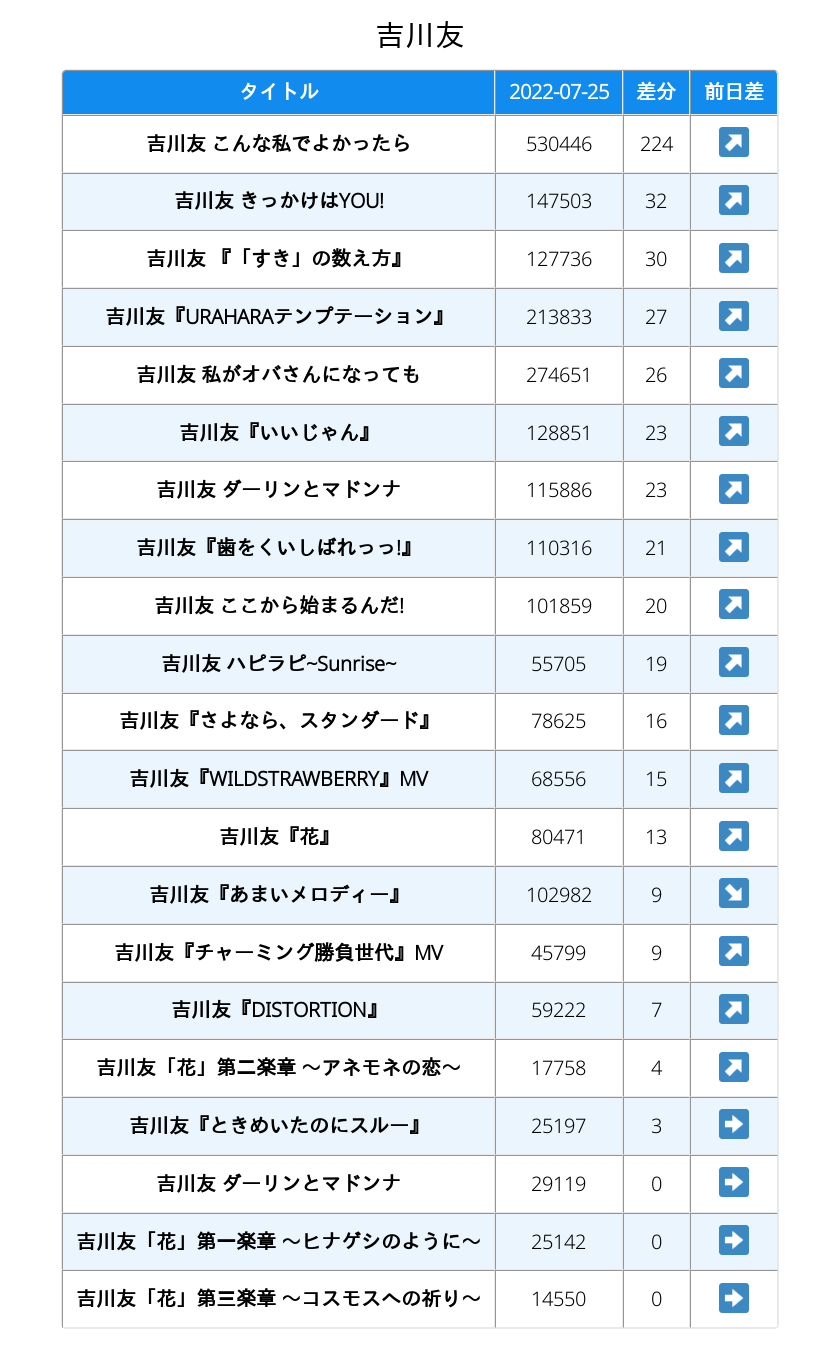 吉川友
タイトル 2022-07-25 差分 前日差
吉川友 こんな私でよかったら 530446 224
吉川友 きっかけはYOU! 147503 32
吉川友 『「すき」の数え方』 127736 30
吉川友『URAHARAテンプテーション』 213833 27
吉川友 私がオバさんになっても 274651 26
吉川友『いいじゃん』 128851 23
吉川友 ダーリンとマドンナ 115886 23
吉川友『歯をくいしばれっっ!』 110316 21
吉川友 ここから始まるんだ! 101859 20
吉川友 ハピラピ~Sunrise~ 55705 19
吉川友『さよなら、スタンダード』 78625 16
吉川友『WILDSTRAWBERRY』MV 68556 15
吉川友『花』 80471 13
吉川友『あまいメロディー』 102982 9
吉川友『チャーミング勝負世代』MV 45799 9
吉川友『DISTORTION』 59222 7
吉川友「花」第二楽章 〜アネモネの恋〜 17758 4
吉川友『ときめいたのにスルー』 25197 3
吉川友 ダーリンとマドンナ 29119 0
吉川友「花」第一楽章 〜ヒナゲシのように〜 25142 0
吉川友「花」第三楽章 〜コスモスへの祈り〜 14550 0